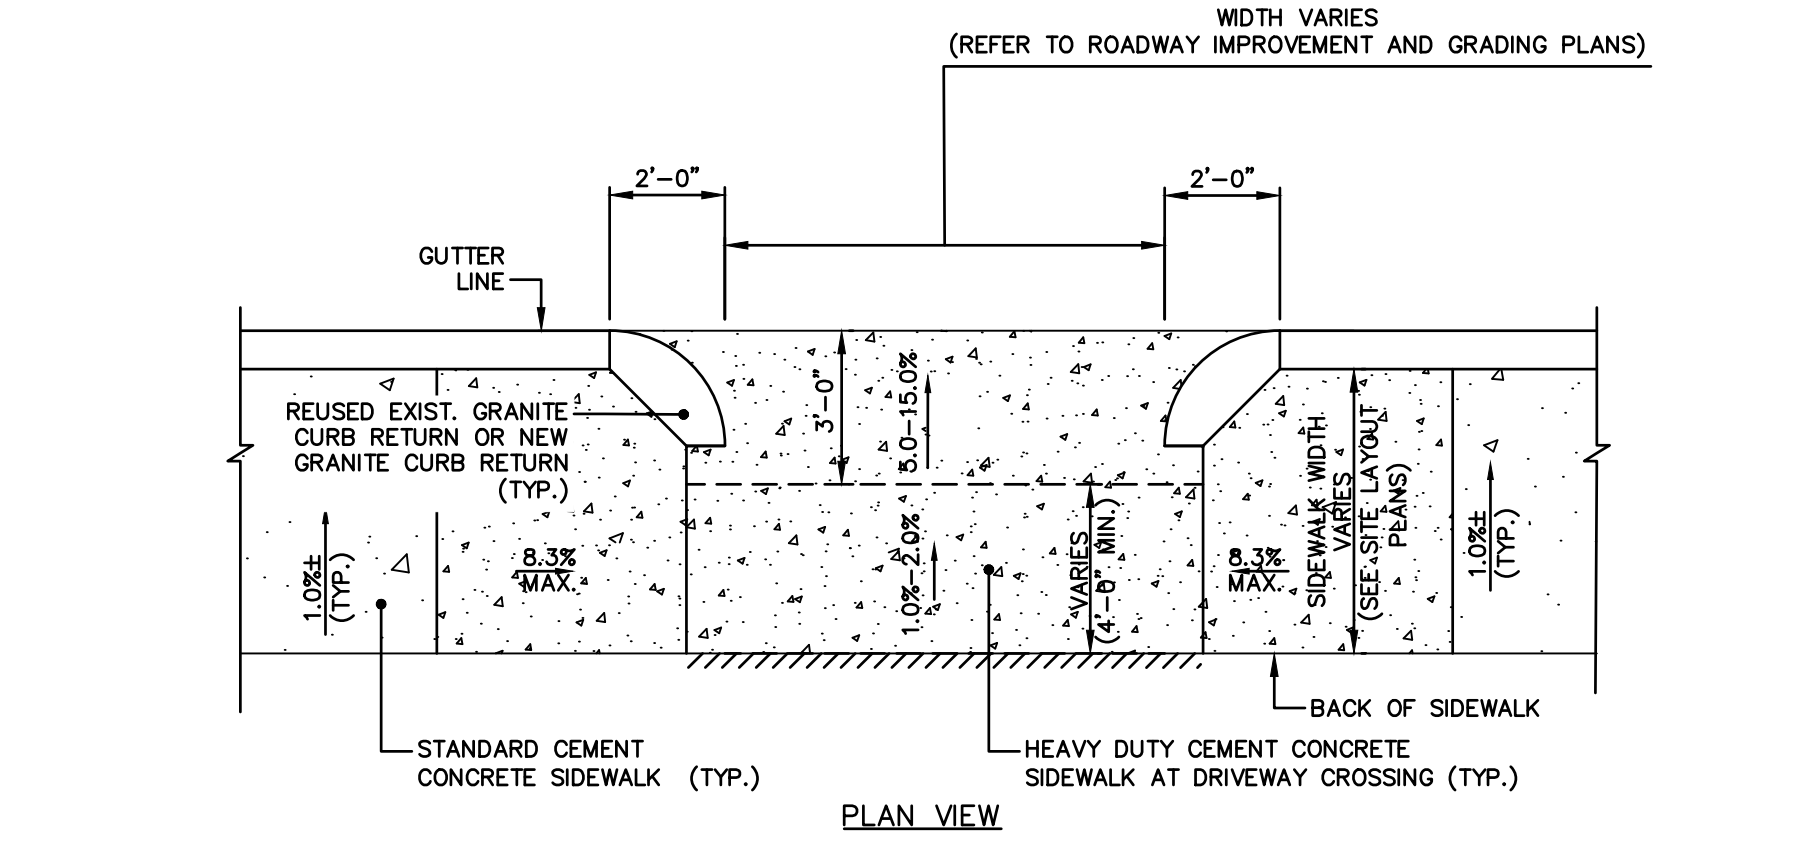 WIDTH VARIES
(REFER TO ROADWAY IMPROVEMENT AND GRADING PLANS)
2'-0"
2'-0"
GUTTER
LINE
3'-0"
5.0-15.0%
REUSED EXIST. GRANITE
CURB RETURN OR NEW
GRANITE CURB RETURN
(TYP.)
1.0%±
(TYP.)
8.3%
MAX.
1.0%-2.0%
VARIES
(4'-0" MIN.)
8.3%
MAX.
SIDEWALK WIDTH
VARIES
(SEE SITE LAYOUT
PLANS)
1.0%±
(TYP.)
BACK OF SIDEWALK
STANDARD CEMENT
CONCRETE SIDEWALK (TYP.)
HEAVY DUTY CEMENT CONCRETE
SIDEWALK AT DRIVEWAY CROSSING (TYP.)
PLAN VIEW